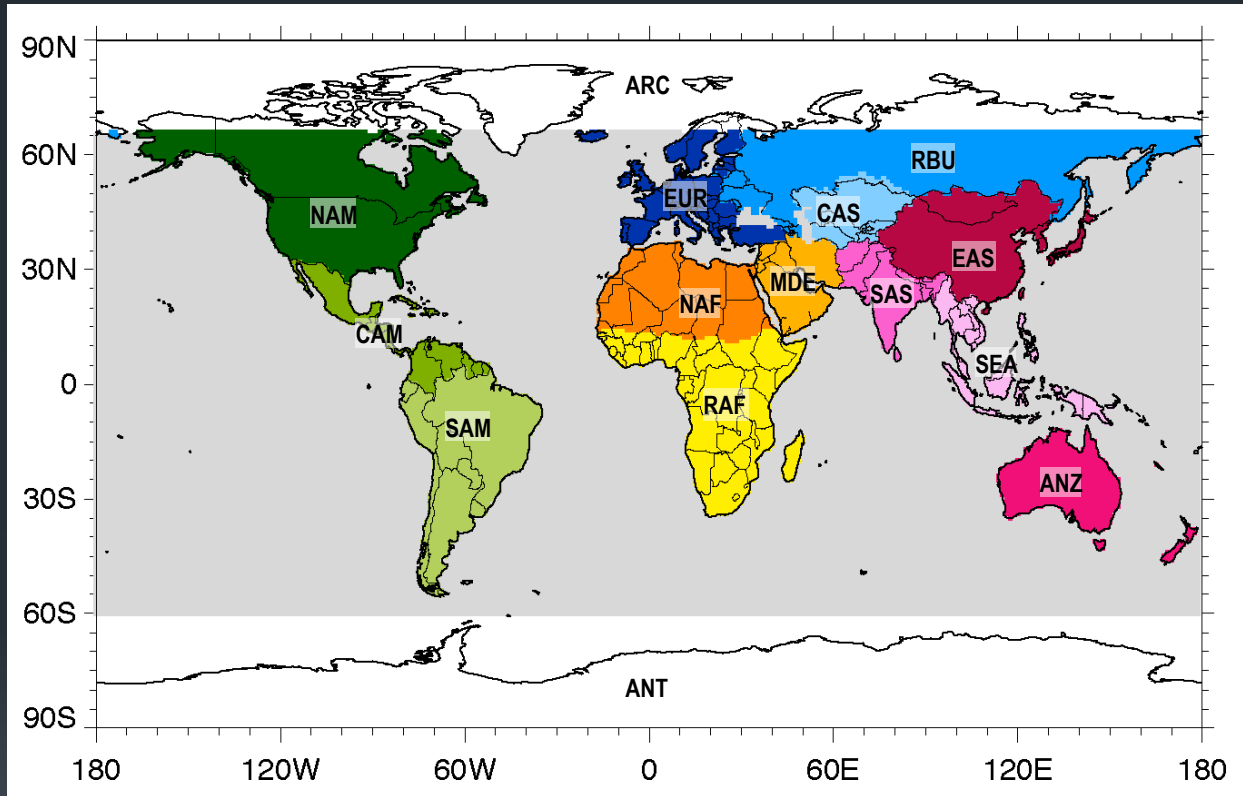 90N
ARC
60N
RBU
EUR
NAM
CAS
EAS
30N
MDE
SAS
NAF
CAM
SEA
0
RAF
SAM
ANZ
30S
60S
ANT
90S
180
120W
60W
0
60E
120E
180